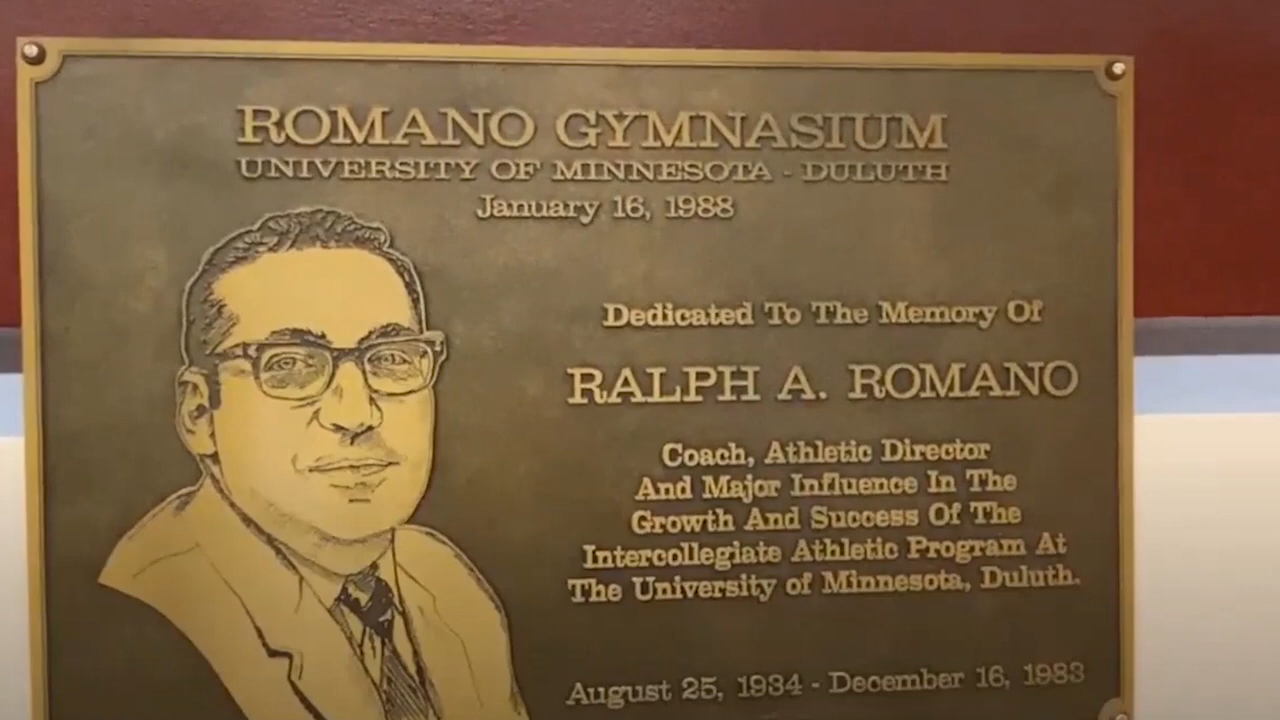 ROMANO GYMNASIUM
UNIVERSITY OF MINNESOTA - DULUTH
January 16, 1988
Dedicated To The Memory Of
RALPH A. ROMANO
Coach, Athletic Director
And Major Influence In The
Growth And Success Of The
Intercollegiate Athletic Program At
The University of Minnesota, Duluth.
August 25, 1934 - December 16, 1983